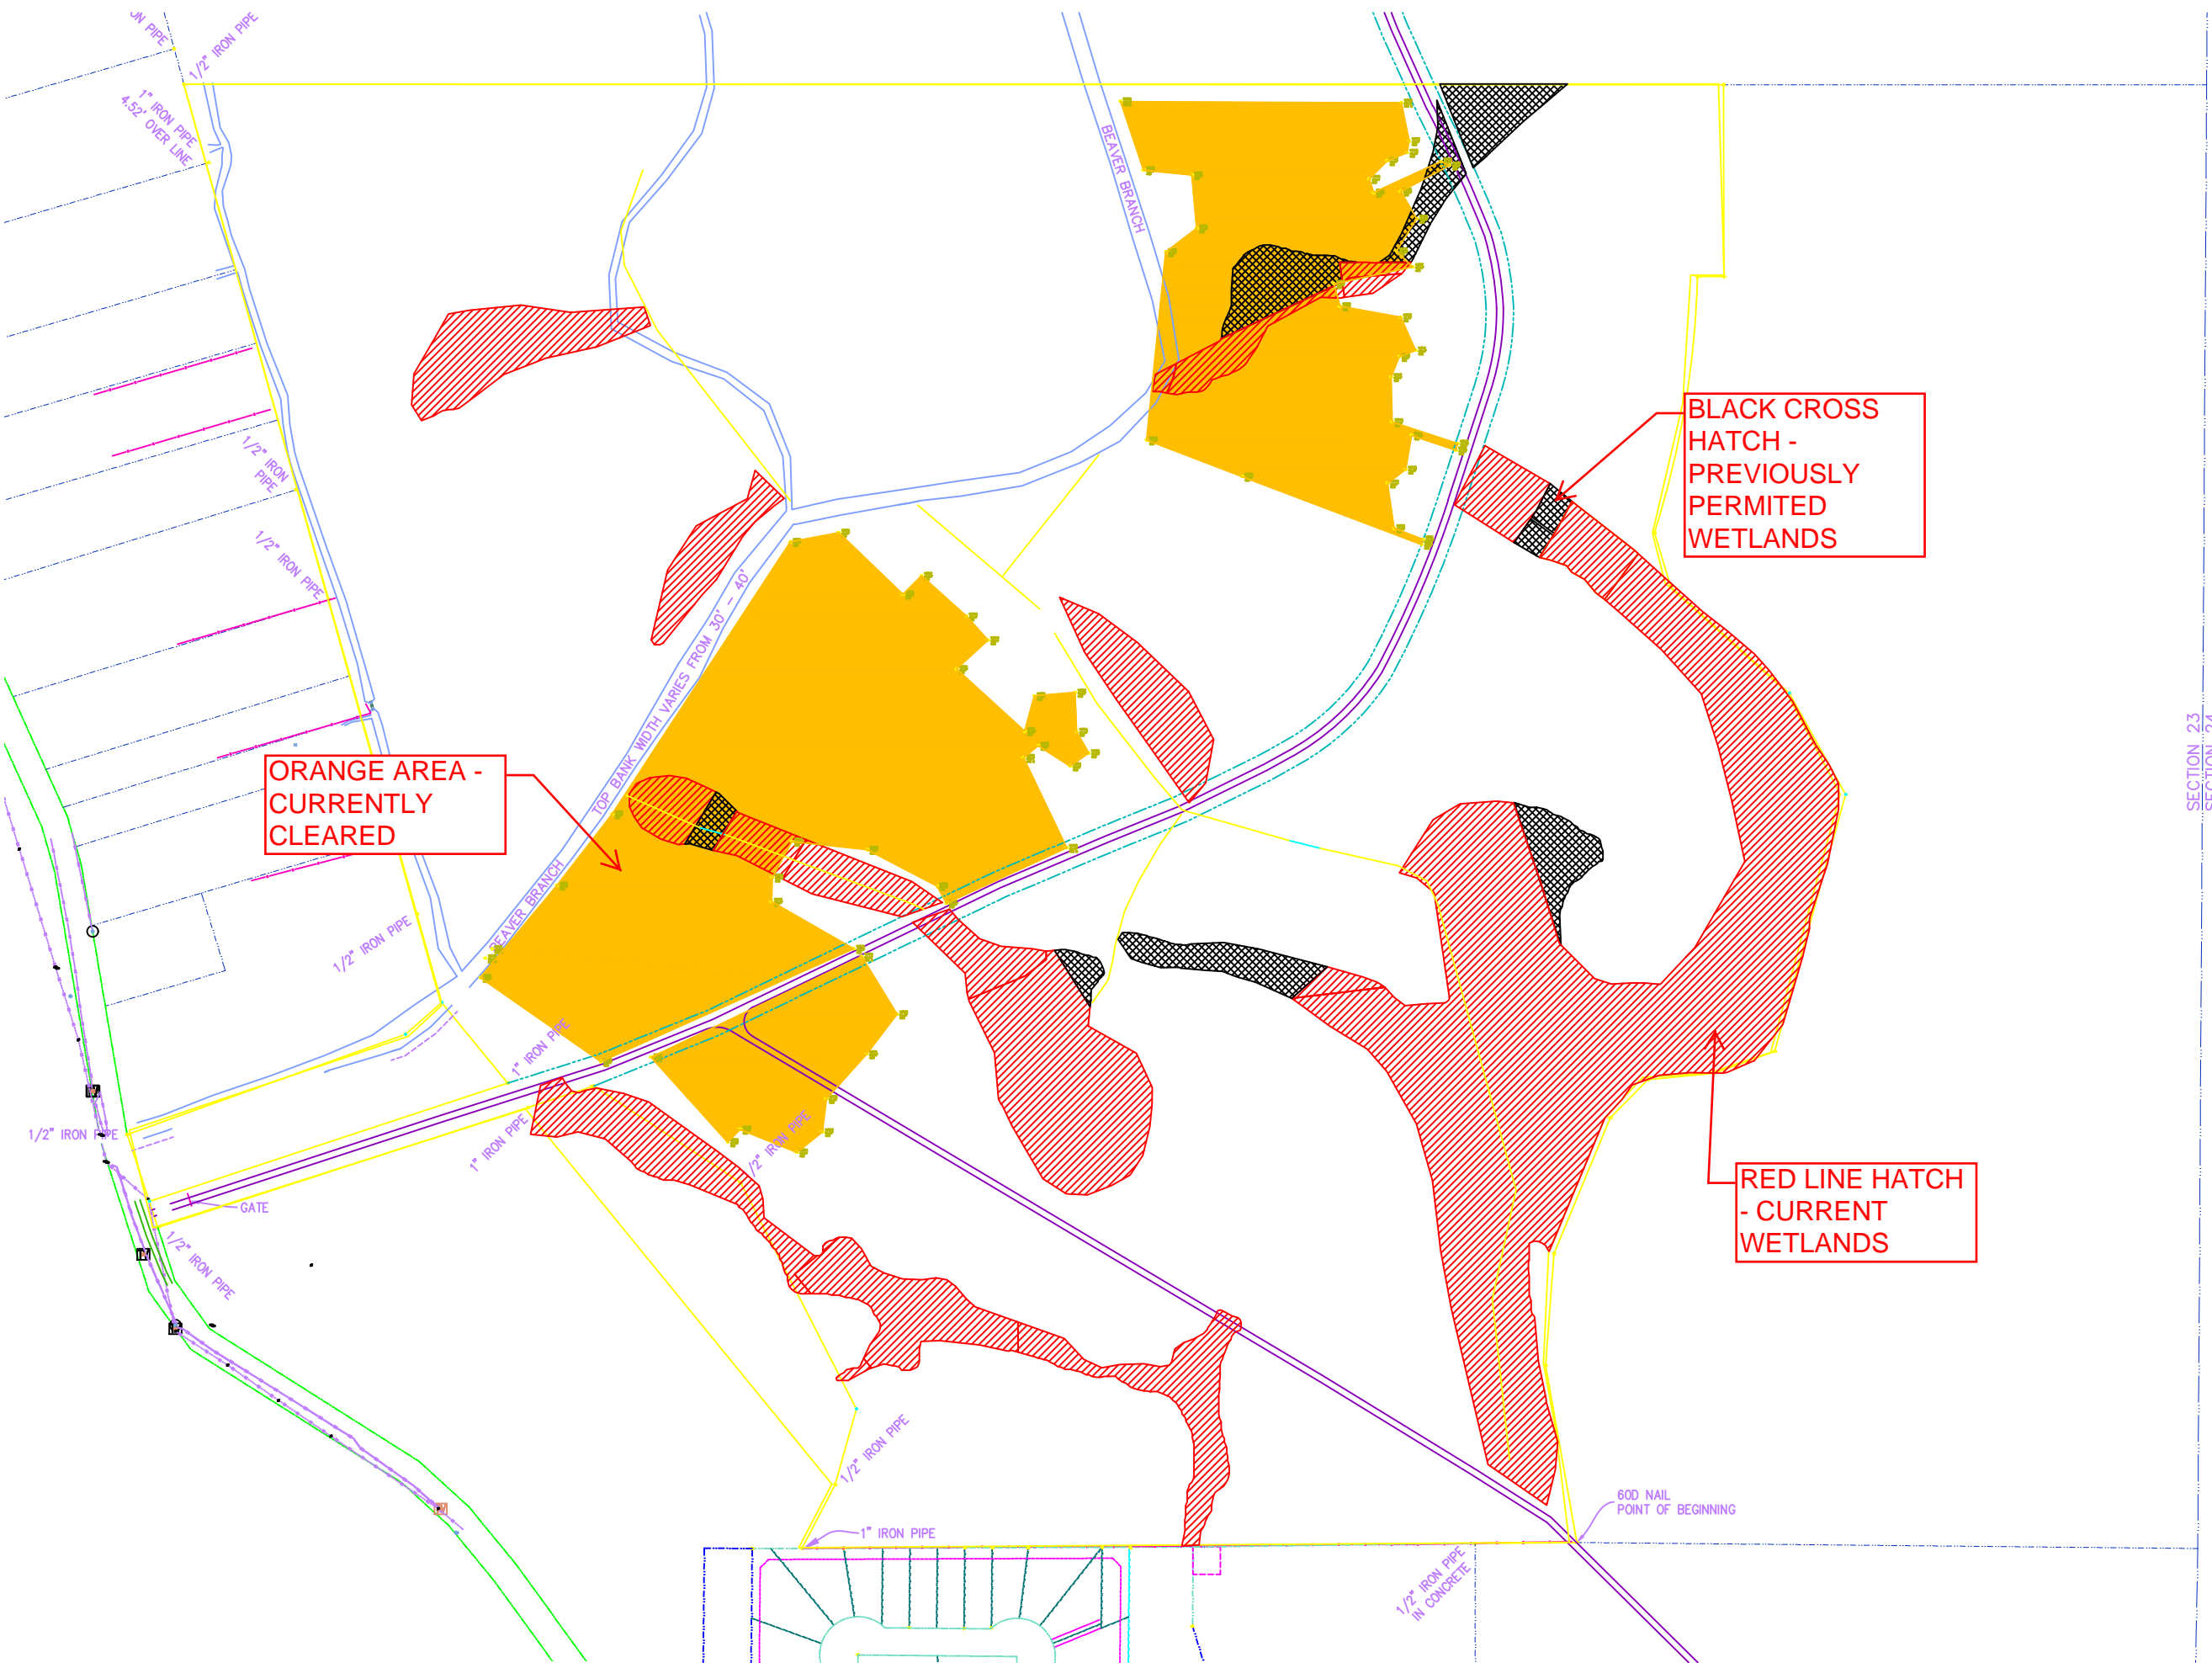 ON PIPE
1/2" IRON PIPE
1" IRON PIPE
4.52' OVER LINE
BEAVER BRANCH
BLACK CROSS
HATCH -
PREVIOUSLY
PERMITED
WETLANDS
1/2" IRON
PIPE
1/2" IRON PIPE
TOP BANK WIDTH VARIES FROM 30' - 40'
SECTION 23
SECTION 24
ORANGE AREA -
CURRENTLY
CLEARED
BEAVER BRANCH
1/2" IRON PIPE
1" IRON PIPE
1/2" IRON PIPE
1" IRON PIPE
/2" IRON PIPE
RED LINE HATCH
- CURRENT
WETLANDS
GATE
1/2" IRON PIPE
1/2" IRON PIPE
60D NAIL
POINT OF BEGINNING
1" IRON PIPE
1/2" IRON PIPE
IN CONCRETE